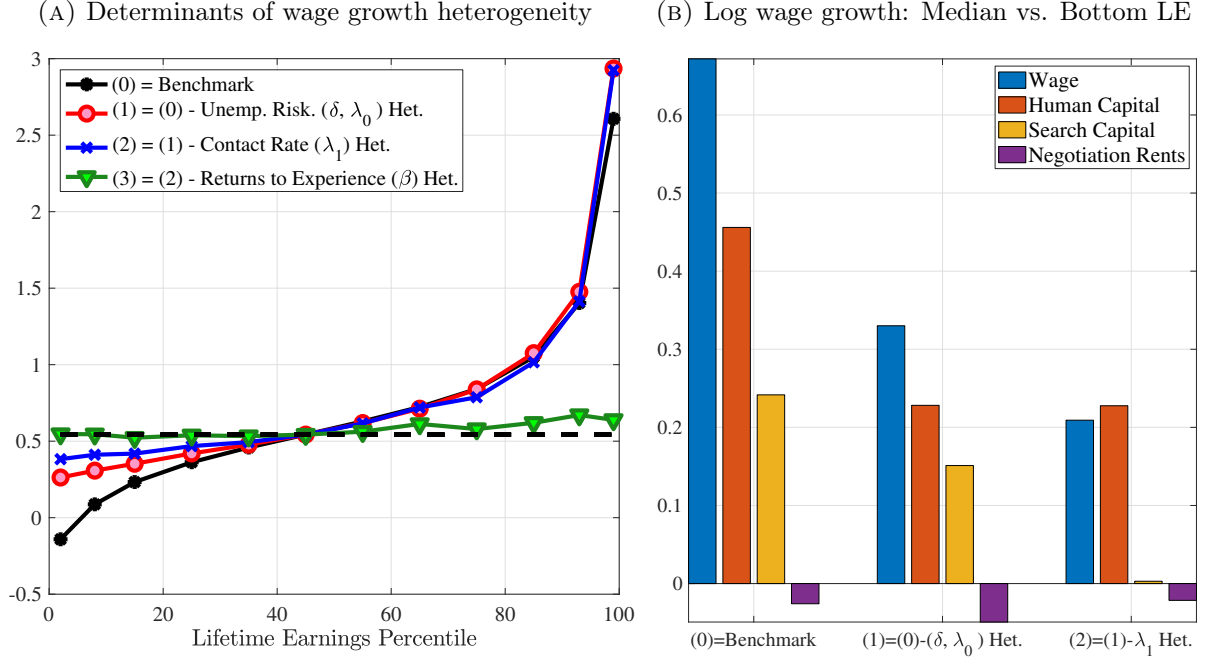 (A) Determinants of wage growth heterogeneity
3
2.5
2
1.5
1
0.5
0
-0.5
(0) = Benchmark
(1) = (0) - Unemp. Risk. (δ, λ0) Het.
(2) = (1) - Contact Rate (λ1) Het.
(3) = (2) - Returns to Experience (β) Het.
0 20 40 60 80 100
Lifetime Earnings Percentile
(B) Log wage growth: Median vs. Bottom LE
0.6
0.5
0.4
0.3
0.2
0.1
0
Wage
Human Capital
Search Capital
Negotiation Rents
(0)=Benchmark (1)=(0)-(δ, λ0) Het. (2)=(1)-λ1 Het.